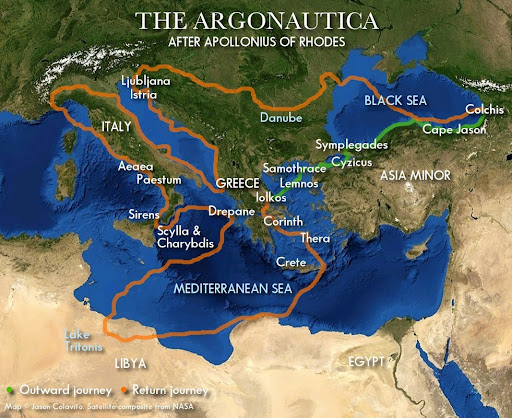 THE ARGONAUTICA
AFTER APOLLONIUS OF RHODES
Ljubljana
Istria
BLACK SEA
Danube
Colchis
Cape Jason
ITALY
Symplegades
Cyzicus
Aeaea
Paestum
Samothrace
Lemnos
ASIA MINOR
GREECE
Iolkos
Sirens
Drepane
Corinth
Scylla &
Charybdis
Thera
Crete
MEDITERRANEAN SEA
Lake
Tritonis
LIBYA
EGYPT
Outward journey
Return journey
Map © Jason Colavito. Satellite composite from NASA